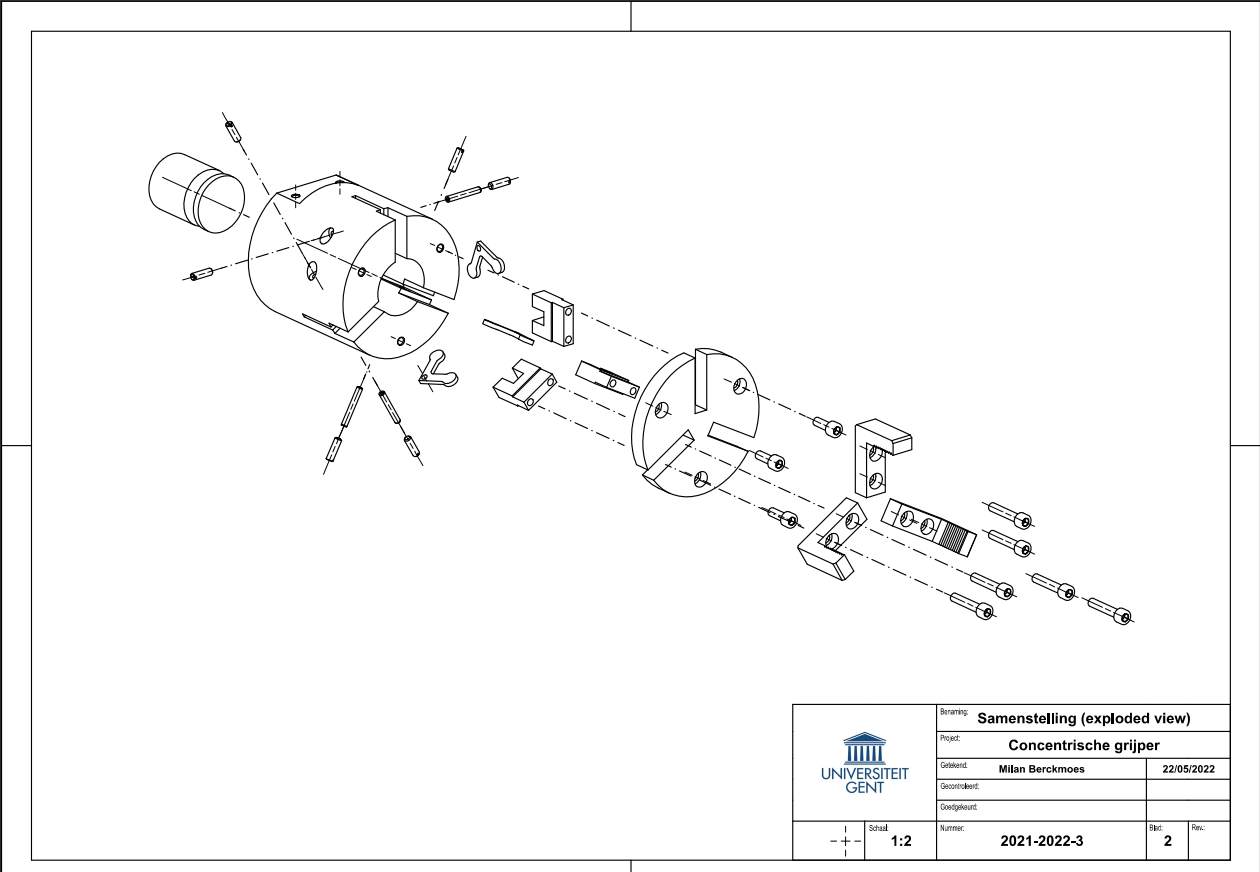 Benaming:
Samenstelling (exploded view)
Project:
Concentrische grijper
Getekend:
Milan Berckmoes
22/05/2022
Gecontroleerd:
Goedgekeurd:
UNIVERSITEIT
GENT
Schaal:
1:2
Nummer:
2021-2022-3
Blad:
2
Rev.: